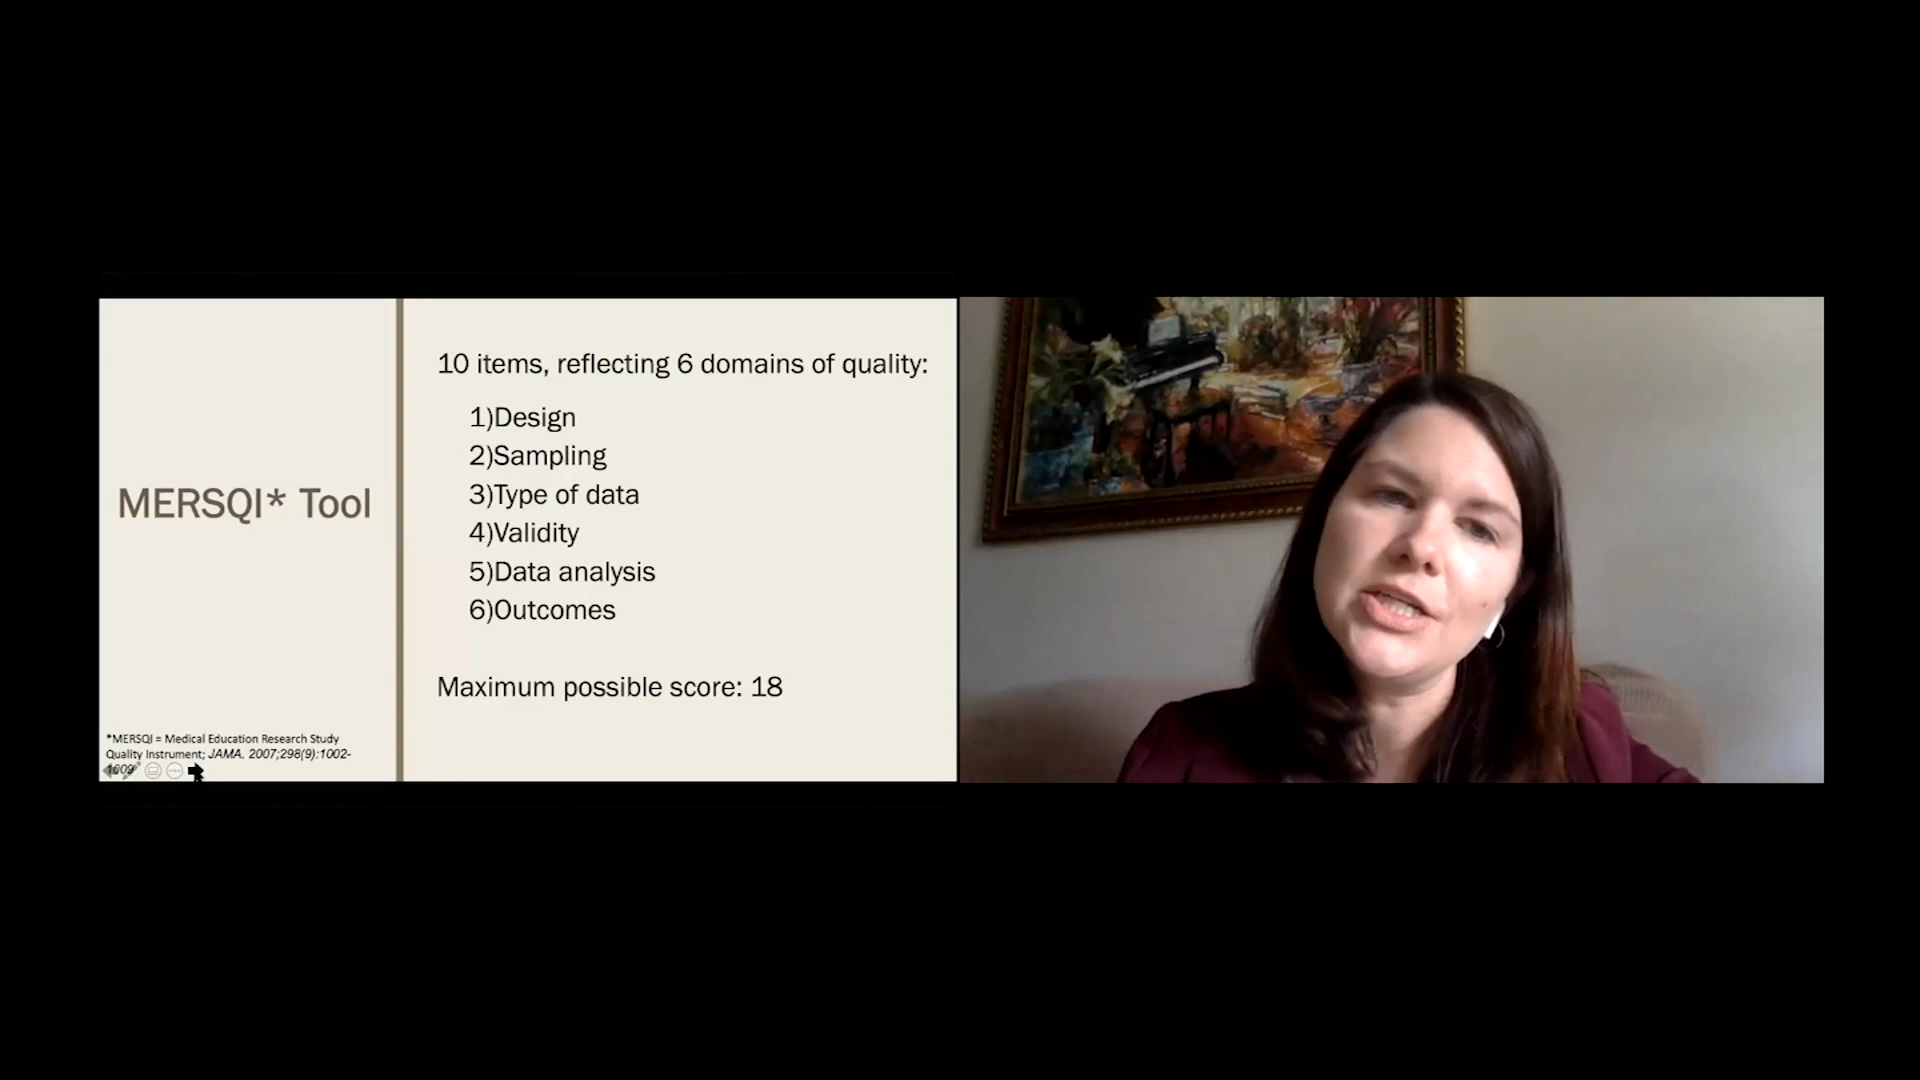 MERSQI* Tool
*MERSQI = Medical Education Research Study
Quality Instrument; JAMA. 2007;298(9):1002-
1009
10 items, reflecting 6 domains of quality:
1)Design
2)Sampling
3)Type of data
4)Validity
5)Data analysis
6)Outcomes
Maximum possible score: 18